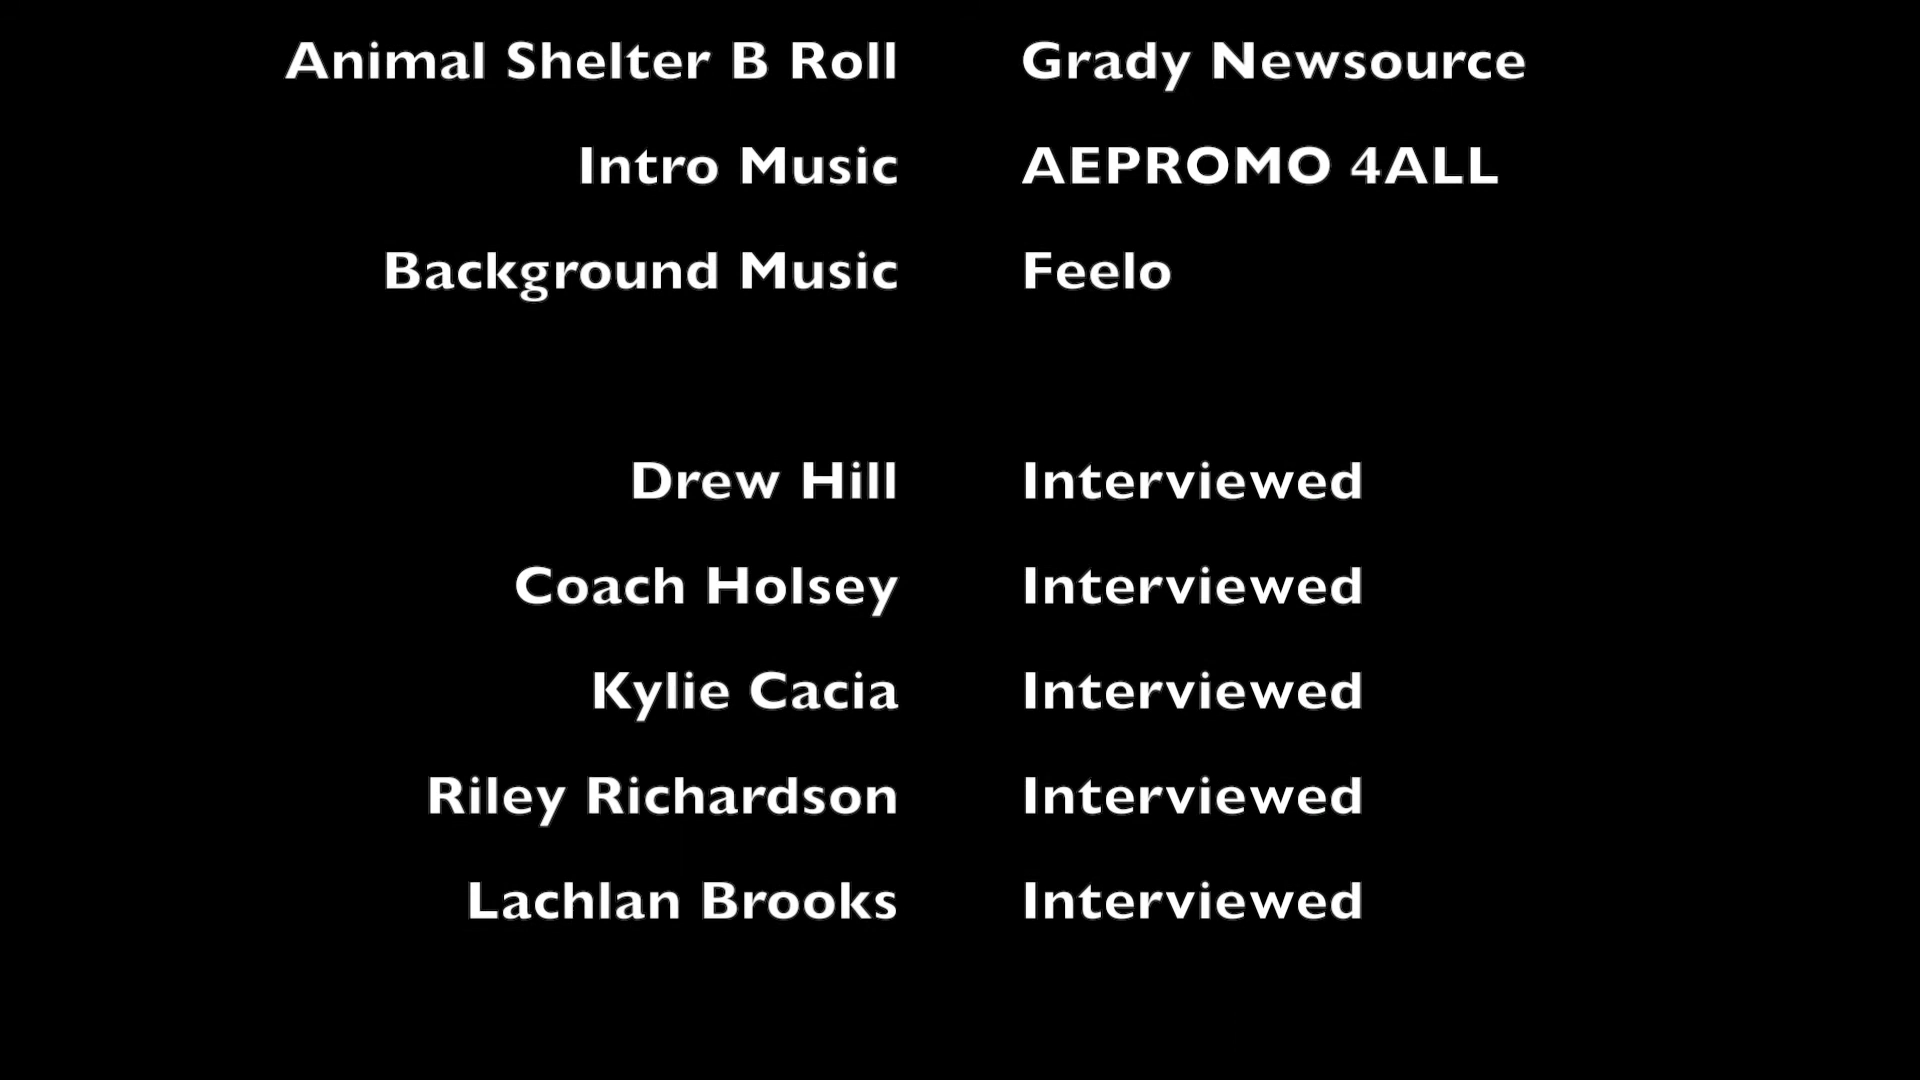 Animal Shelter B Roll Grady Newsource
Intro Music AEPROMO 4ALL
Background Music Feelo
Drew Hill Interviewed
Coach Holsey Interviewed
Kylie Cacia Interviewed
Riley Richardson Interviewed
Lachlan Brooks Interviewed